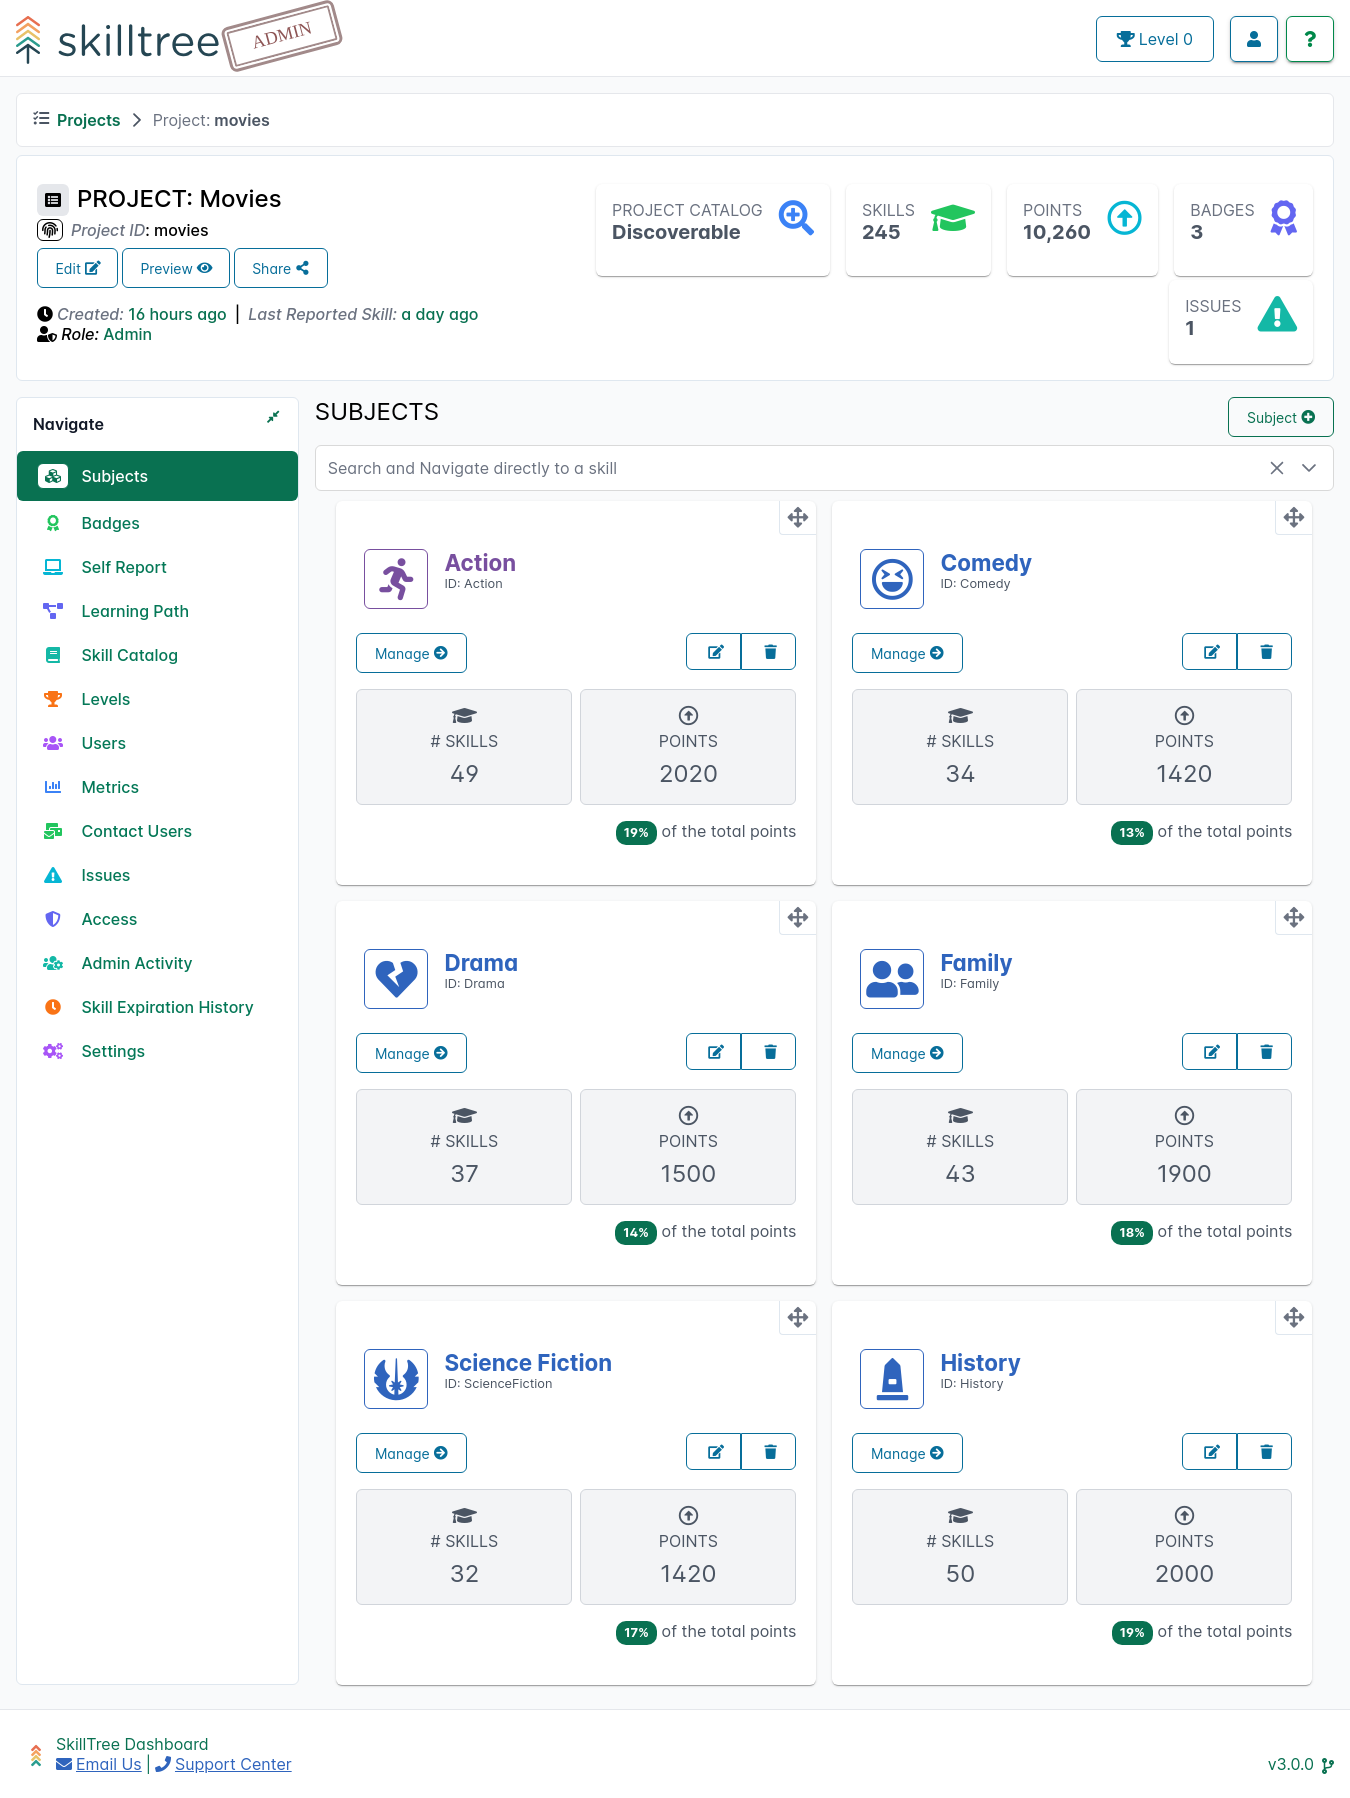 skilltree
ADMIN
Level 0
Projects
Project: movies
PROJECT: Movies
Project ID: movies
Edit
Preview
Share
Created: 16 hours ago | Last Reported Skill: a day ago
Role: Admin
PROJECT CATALOG
Discoverable
SKILLS
245
POINTS
10,260
BADGES
3
ISSUES
1
Navigate
Subjects
Badges
Self Report
Learning Path
Skill Catalog
Levels
Users
Metrics
Contact Users
Issues
Access
Admin Activity
Skill Expiration History
Settings
SUBJECTS
Subject
Search and Navigate directly to a skill
Action
ID: Action
Manage
# SKILLS
49
POINTS
2020
19% of the total points
Comedy
ID: Comedy
Manage
# SKILLS
34
POINTS
1420
13% of the total points
Drama
ID: Drama
Manage
# SKILLS
37
POINTS
1500
14% of the total points
Family
ID: Family
Manage
# SKILLS
43
POINTS
1900
18% of the total points
Science Fiction
ID: ScienceFiction
Manage
# SKILLS
32
POINTS
1420
17% of the total points
History
ID: History
Manage
# SKILLS
50
POINTS
2000
19% of the total points
SkillTree Dashboard
Email Us | Support Center
v3.0.0